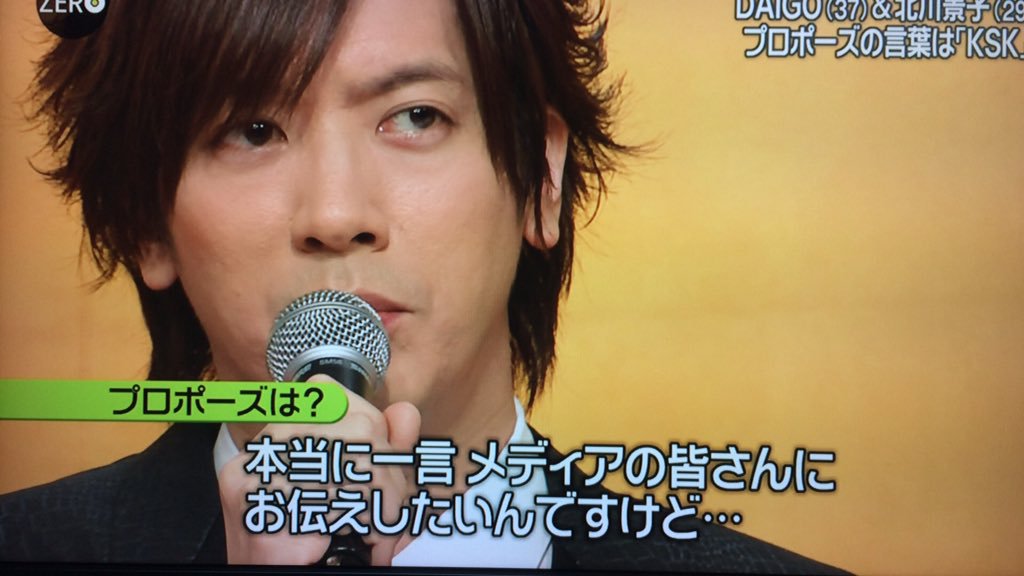 ZERO
DAIGO(37)&北川景子(29
プロポーズの言葉は「KSK」
プロポーズは?
本当に一言 メディアの皆さんに
お伝えしたいんですけど…